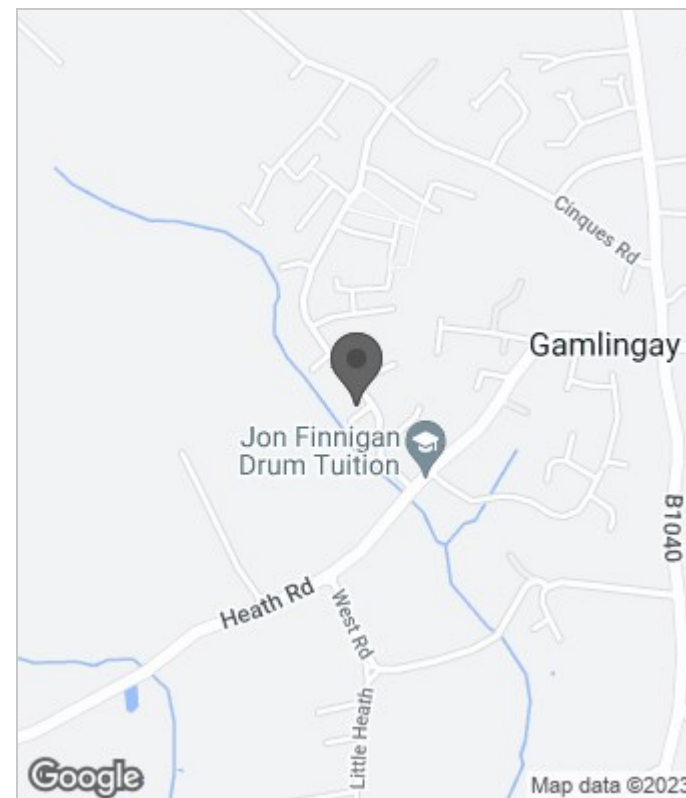 Cinques Rd
Gamlingay
Jon Finnigan
Drum Tuition
B1040
Heath Rd
West Rd
Little Heath
Google
Map data ©2023